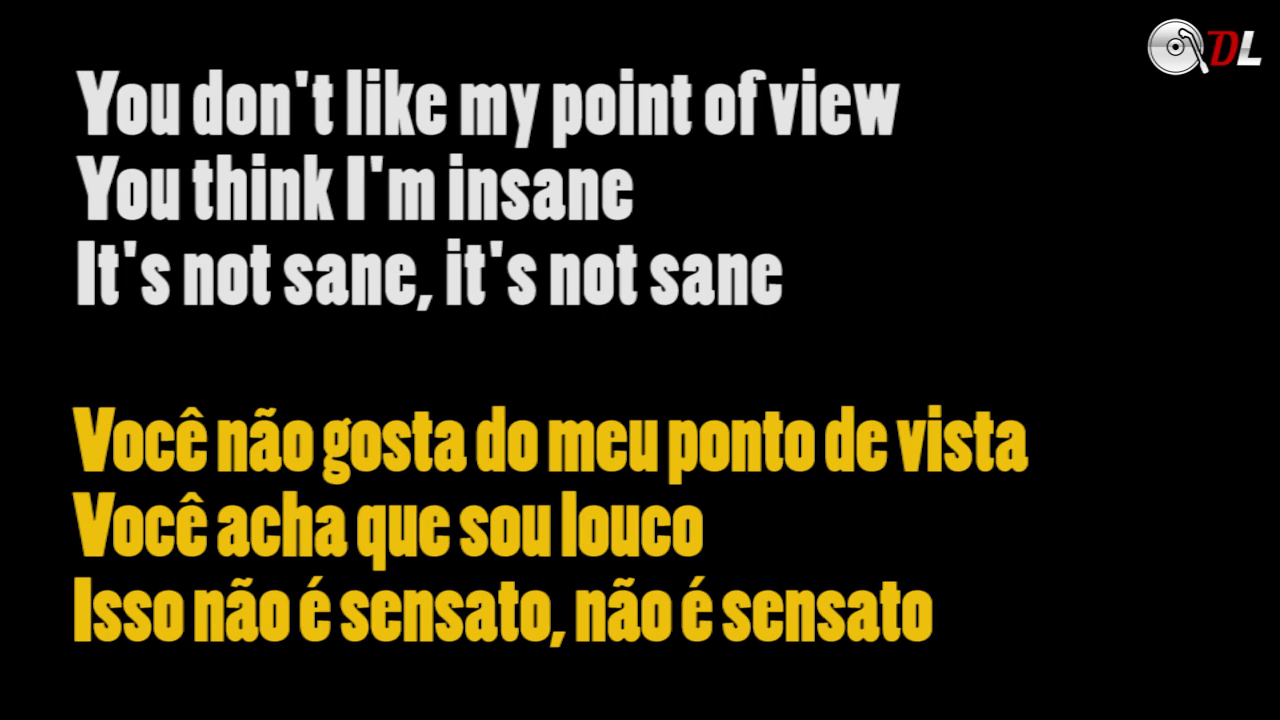 DL
You don't like my point of view
You think I'm insane
It's not sane, it's not sane
Você não gosta do meu ponto de vista
Você acha que sou louco
Isso não é sensato, não é sensato